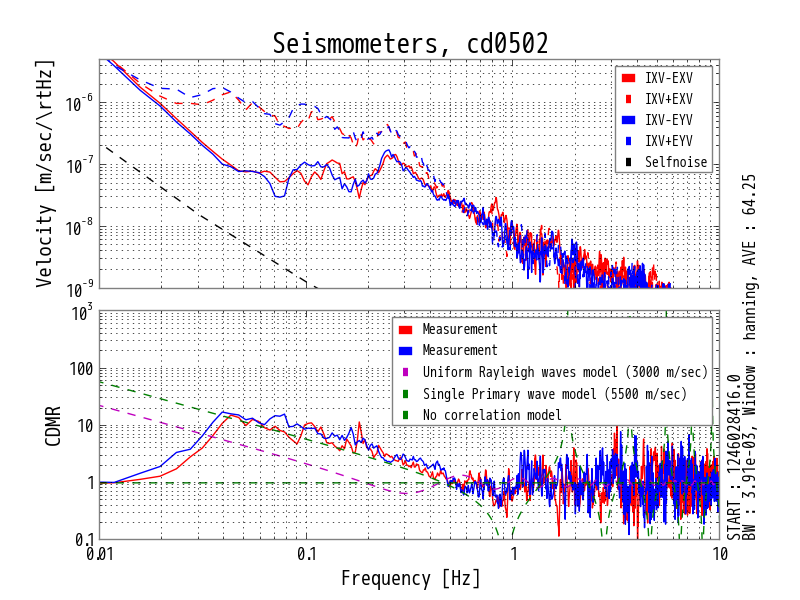 Seismometers, cd0502
Velocity [m/sec/\rtHz]
10^-6
10^-7
10^-8
10^-9
IXV-EXV
IXV+EXV
IXV-EYV
IXV+EYV
Selfnoise
CDMR
10^3
100
10
1
0.1
Measurement
Measurement
Uniform Rayleigh waves model (3000 m/sec)
Single Primary wave model (5500 m/sec)
No correlation model
0.01
0.1
1
10
Frequency [Hz]
START : 1246028416.0
BW : 3.91e-03, Window : hanning, AVE : 64.25